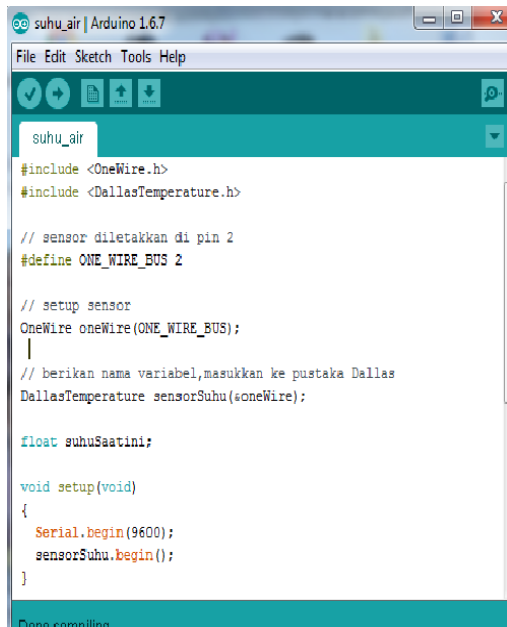 suhu_air | Arduino 1.6.7
File Edit Sketch Tools Help
suhu_air
#include <OneWire.h>
#include <DallasTemperature.h>
// sensor diletakkan di pin 2
#define ONE_WIRE_BUS 2
// setup sensor
OneWire oneWire(ONE_WIRE_BUS);
// berikan nama variabel,masukkan ke pustaka Dallas
DallasTemperature sensorSuhu(&oneWire);
float suhuSaatini;
void setup(void)
{
  Serial.begin(9600);
  sensorSuhu.begin();
}
Done compiling